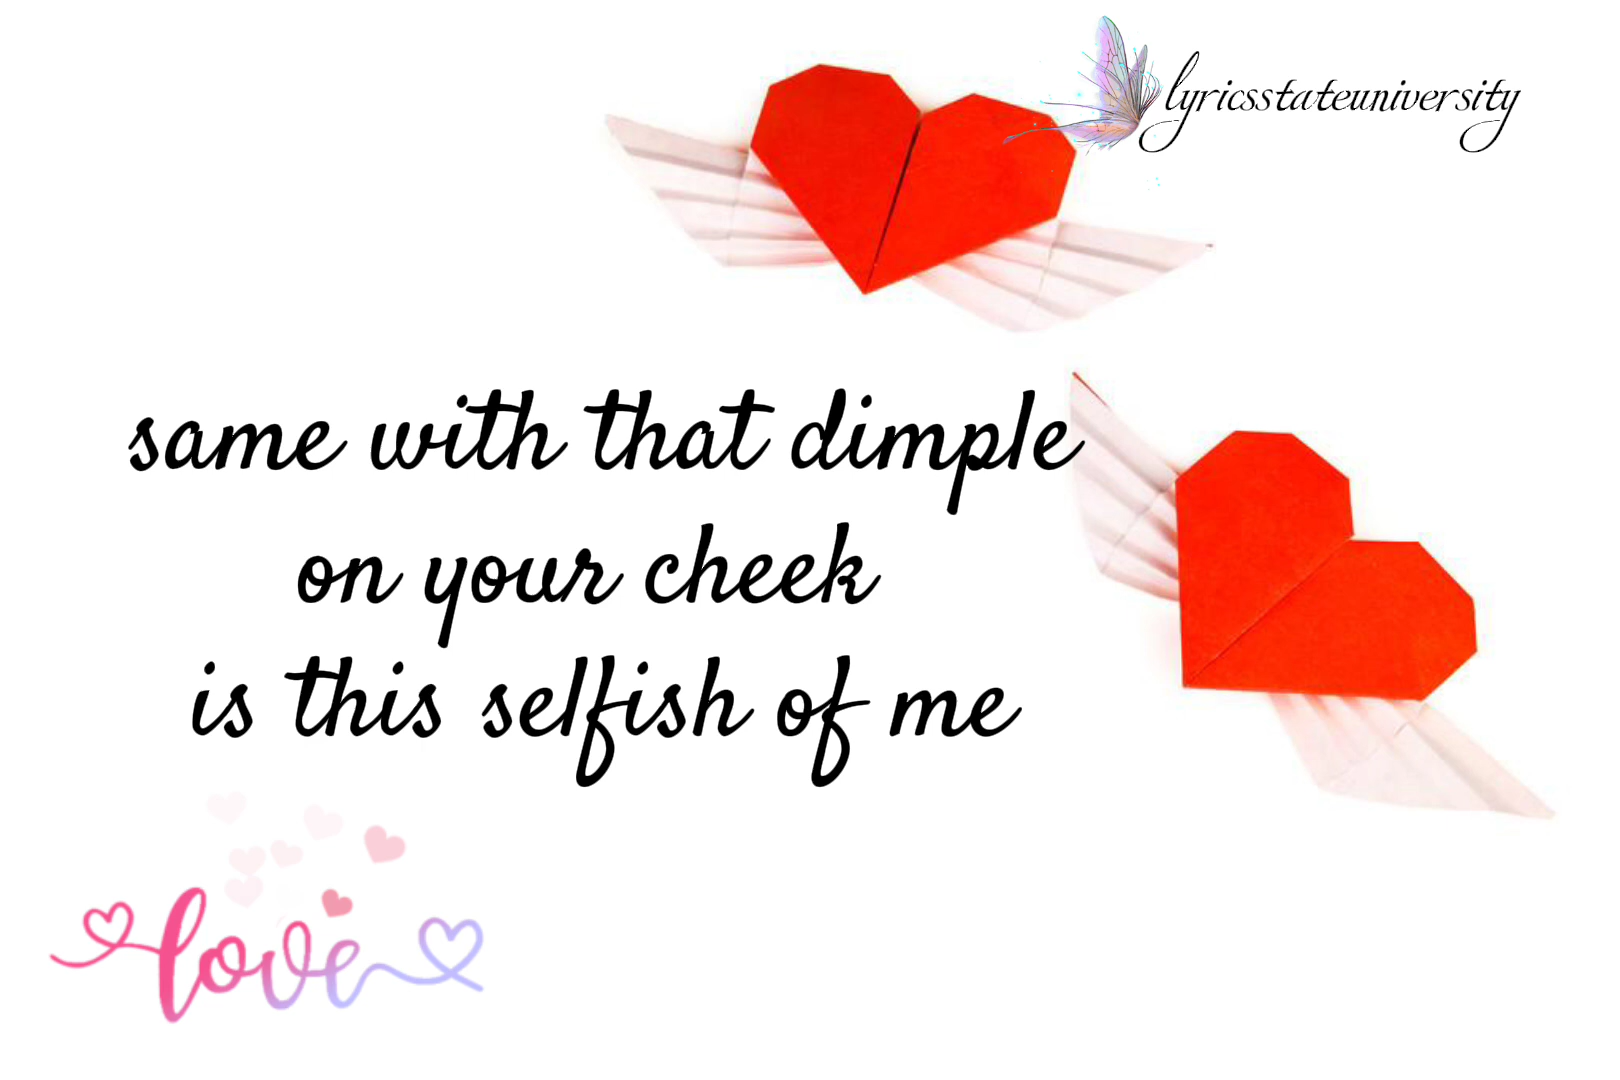 lyricsstateuniversity
same with that dimple
on your cheek
is this selfish of me
love